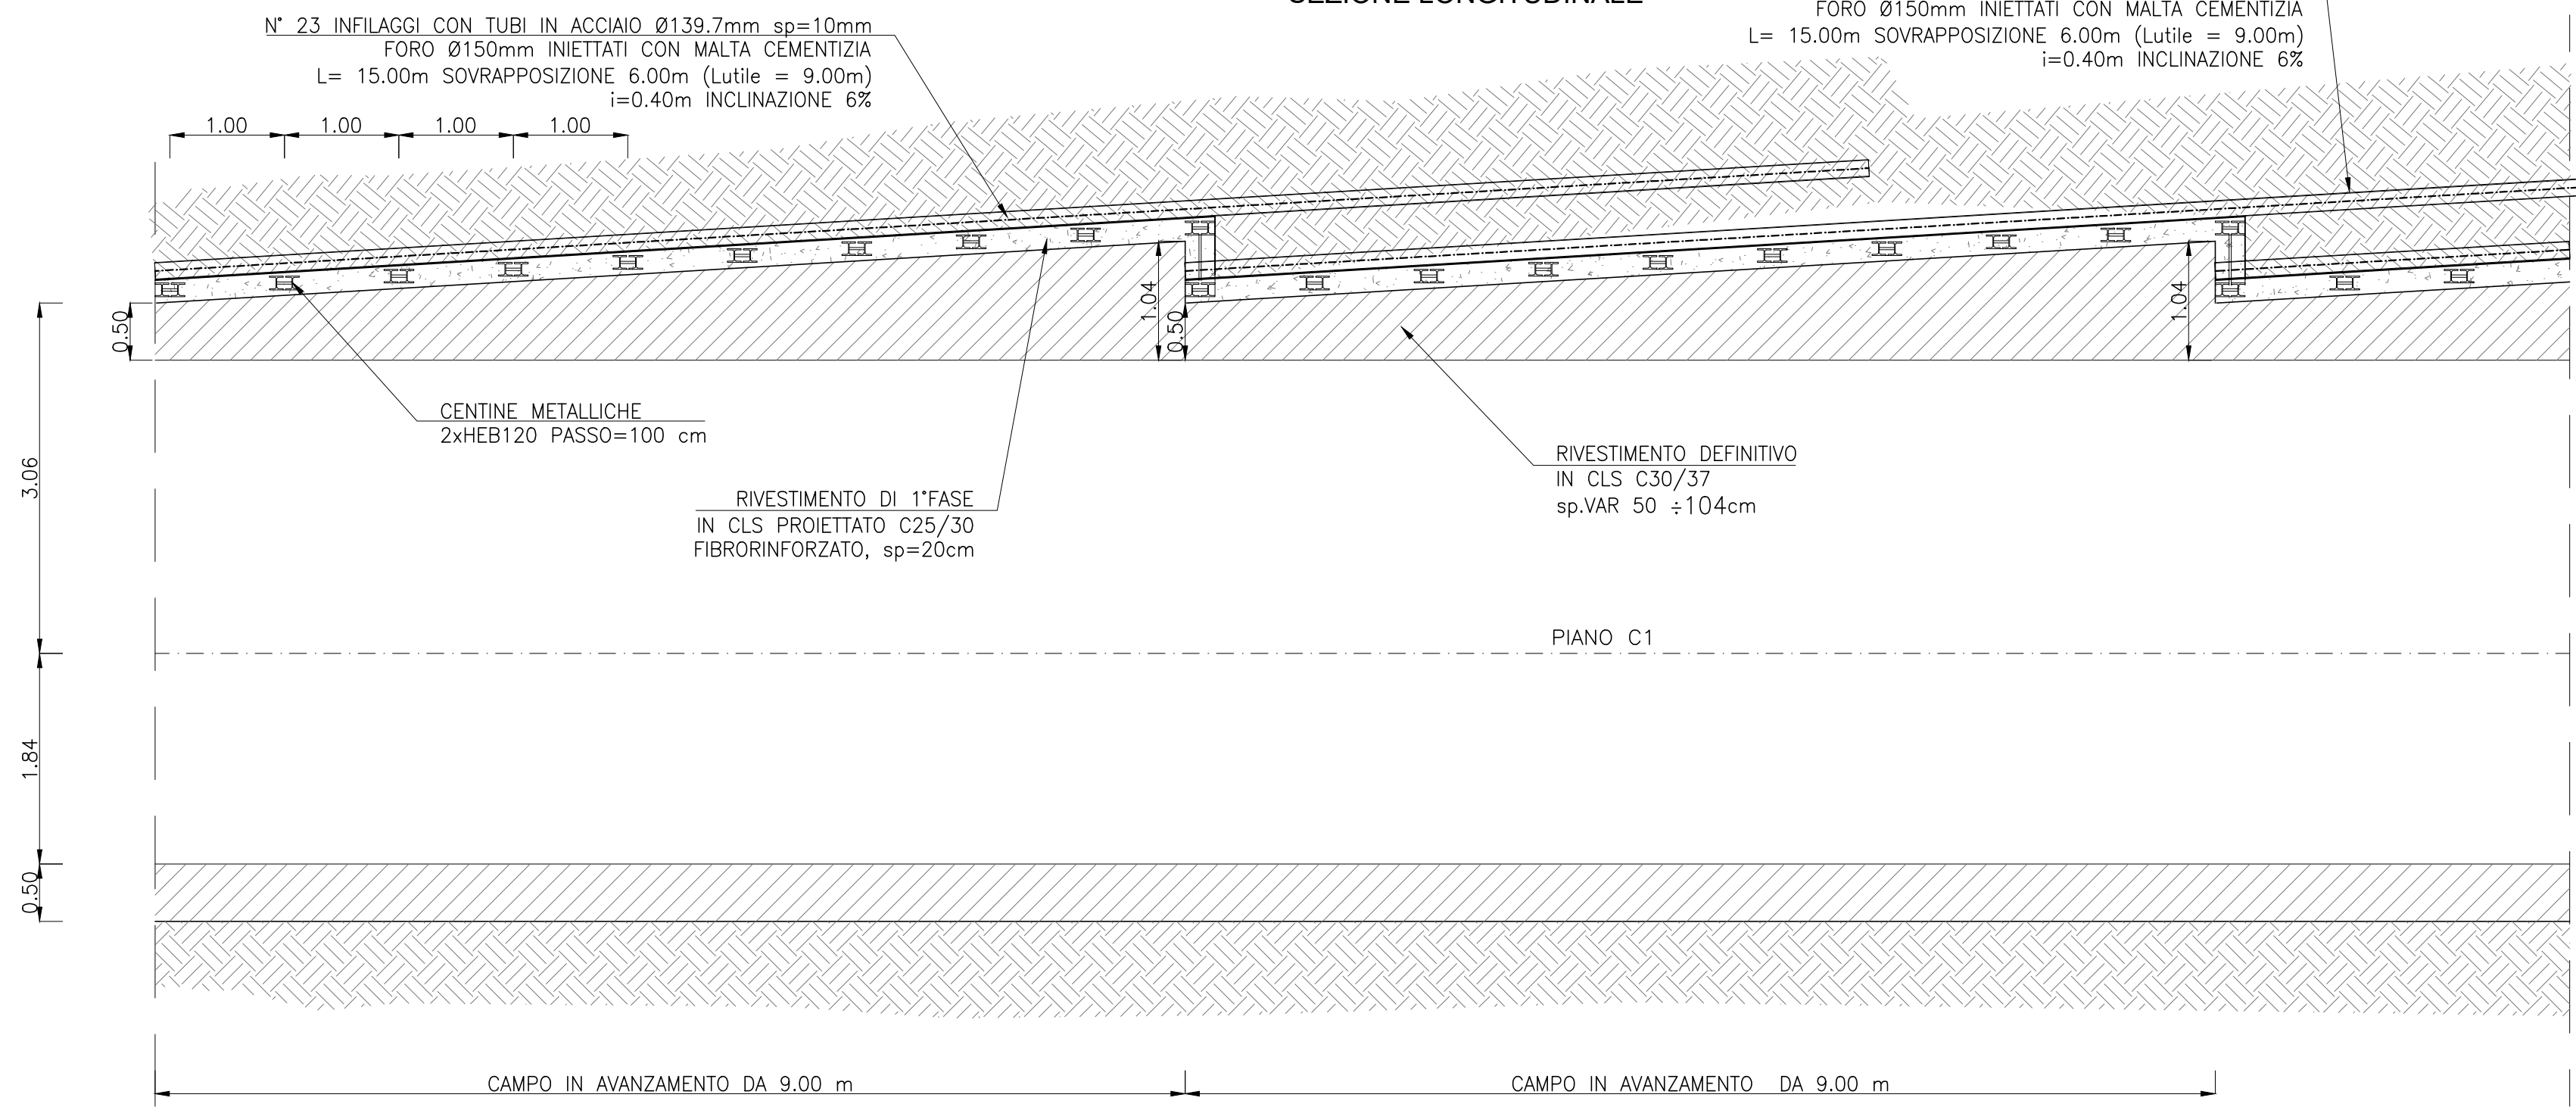 SEZIONE LONGITUDINALE
N° 23 INFILAGGI CON TUBI IN ACCIAIO Ø139.7mm sp=10mm
FORO Ø150mm INIETTATI CON MALTA CEMENTIZIA
L= 15.00m SOVRAPPOSIZIONE 6.00m (Lutile = 9.00m)
i=0.40m INCLINAZIONE 6%
FORO Ø150mm INIETTATI CON MALTA CEMENTIZIA
L= 15.00m SOVRAPPOSIZIONE 6.00m (Lutile = 9.00m)
i=0.40m INCLINAZIONE 6%
1.00 1.00 1.00 1.00
0.50
1.04
0.50
1.04
CENTINE METALLICHE
2xHEB120 PASSO=100 cm
RIVESTIMENTO DI 1°FASE
IN CLS PROIETTATO C25/30
FIBRORINFORZATO, sp=20cm
RIVESTIMENTO DEFINITIVO
IN CLS C30/37
sp.VAR 50 ÷104cm
3.06
PIANO C1
1.84
0.50
CAMPO IN AVANZAMENTO DA 9.00 m
CAMPO IN AVANZAMENTO DA 9.00 m